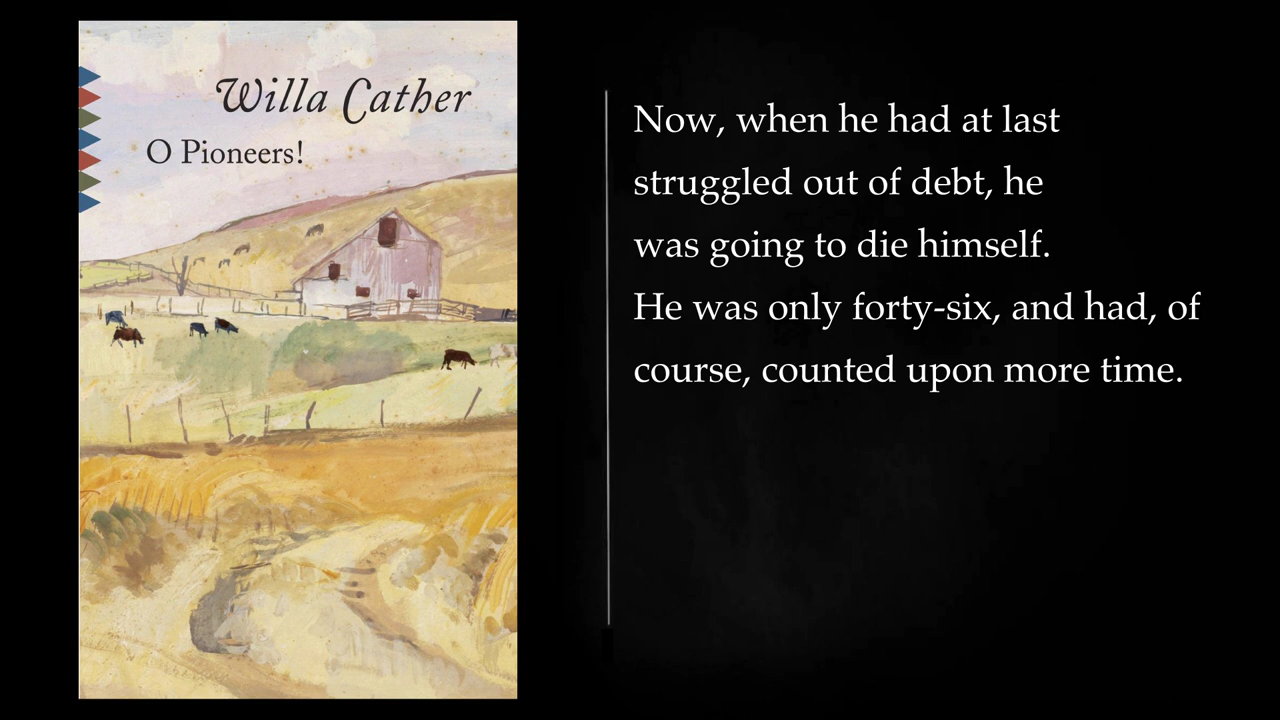 Willa Cather
O Pioneers!
Now, when he had at last
struggled out of debt, he
was going to die himself.
He was only forty-six, and had, of
course, counted upon more time.